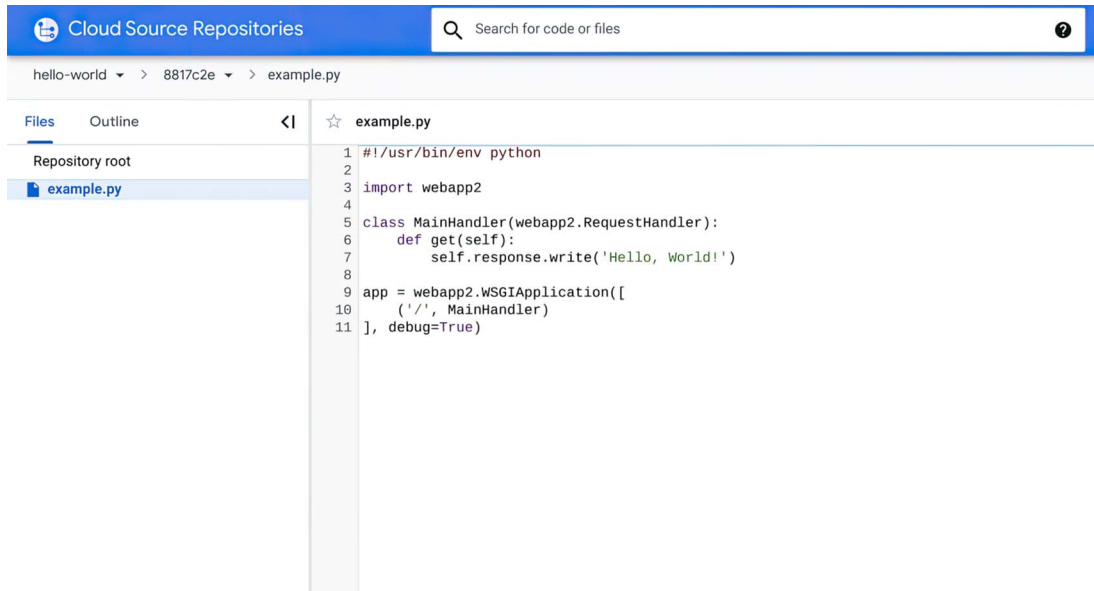 Cloud Source Repositories
Search for code or files
hello-world > 8817c2e > example.py
Files Outline
example.py
Repository root
example.py
1 #!/usr/bin/env python
2
3 import webapp2
4
5 class MainHandler(webapp2.RequestHandler):
6     def get(self):
7         self.response.write('Hello, World!')
8
9 app = webapp2.WSGIApplication([
10     ('/', MainHandler)
11 ], debug=True)